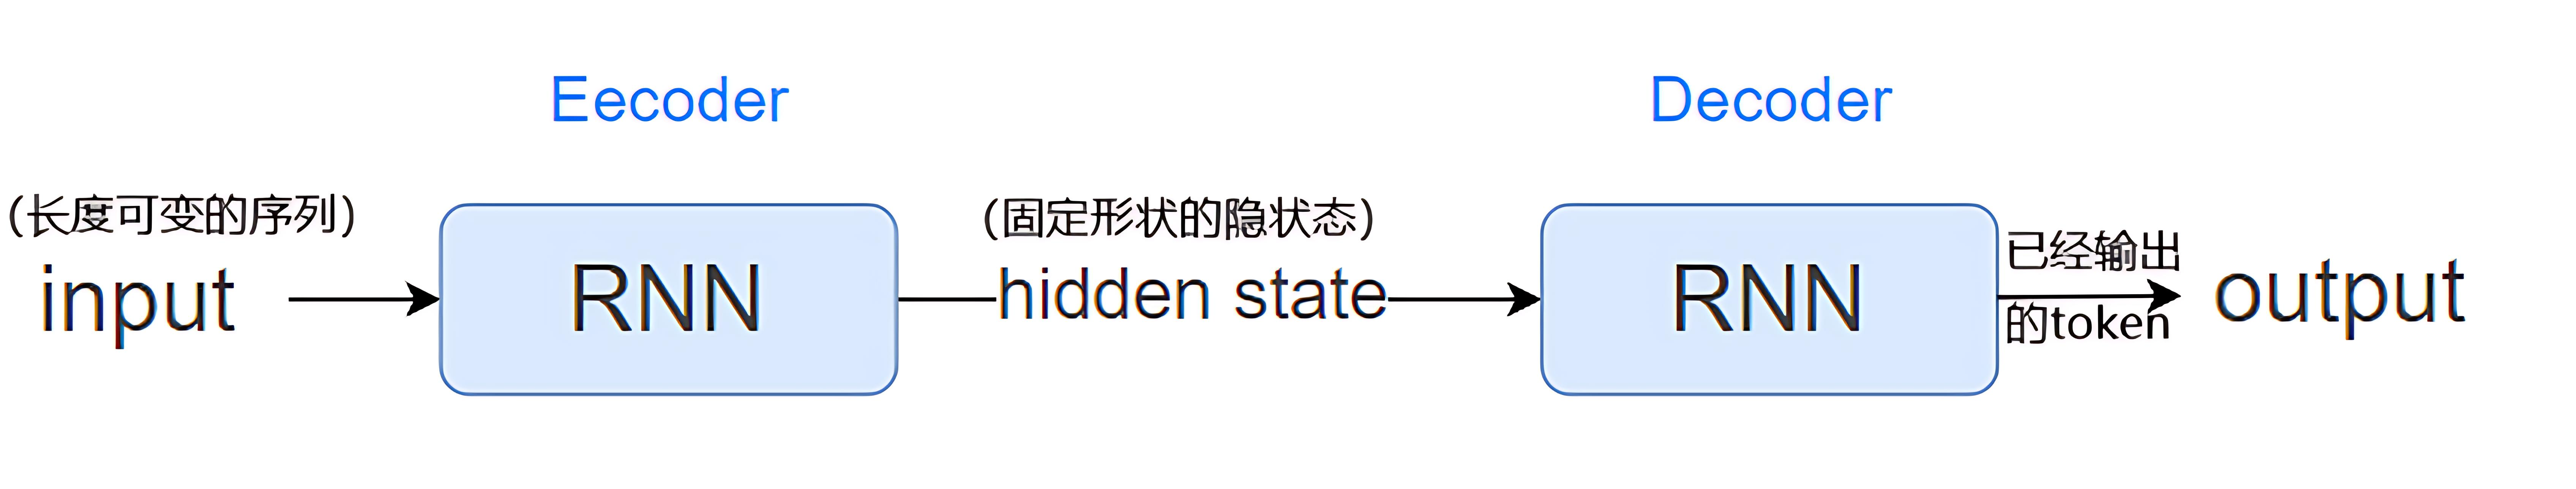 Eecoder
Decoder
(长度可变的序列)
input
RNN
(固定形状的隐状态)
hidden state
RNN
已经输出
的token
output